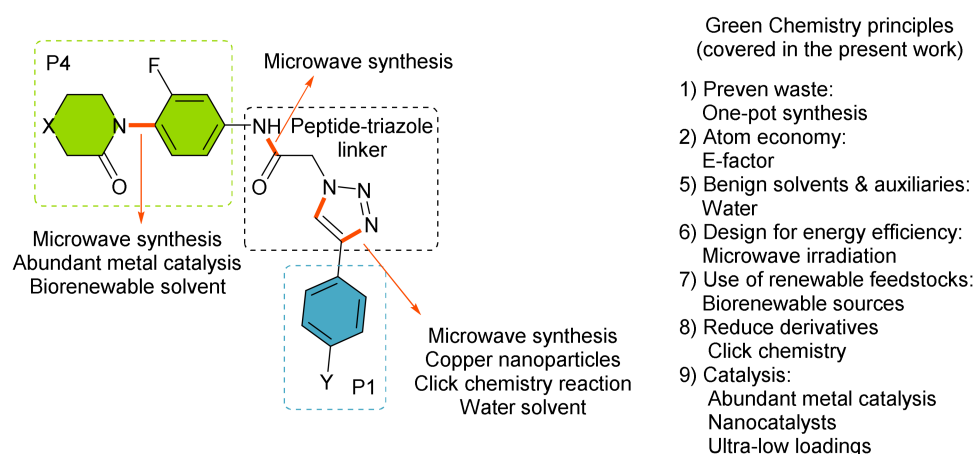 P4
F
X
N
O
Microwave synthesis
NH
Peptide-triazole
linker
O
N
N
N
Microwave synthesis
Abundant metal catalysis
Biorenewable solvent
Microwave synthesis
Copper nanoparticles
Click chemistry reaction
Water solvent
Y
P1
Green Chemistry principles
(covered in the present work)
1) Preven waste:
One-pot synthesis
2) Atom economy:
E-factor
5) Benign solvents & auxiliaries:
Water
6) Design for energy efficiency:
Microwave irradiation
7) Use of renewable feedstocks:
Biorenewable sources
8) Reduce derivatives
Click chemistry
9) Catalysis:
Abundant metal catalysis
Nanocatalysts
Ultra-low loadings